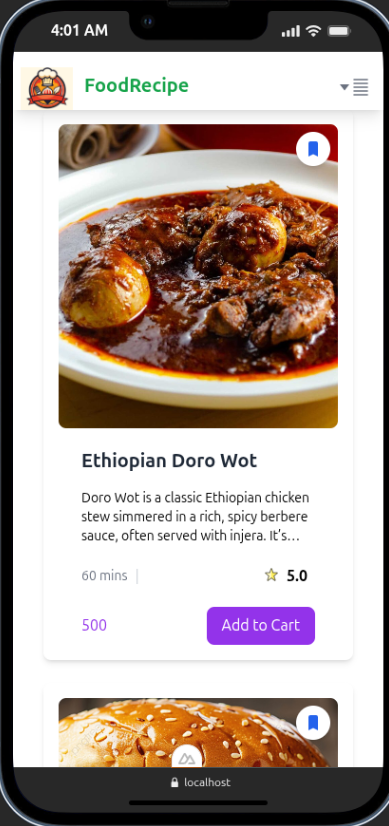 4:01 AM
FoodRecipe
Ethiopian Doro Wot
Doro Wot is a classic Ethiopian chicken
stew simmered in a rich, spicy berbere
sauce, often served with injera. It’s…
60 mins
5.0
500
Add to Cart
localhost